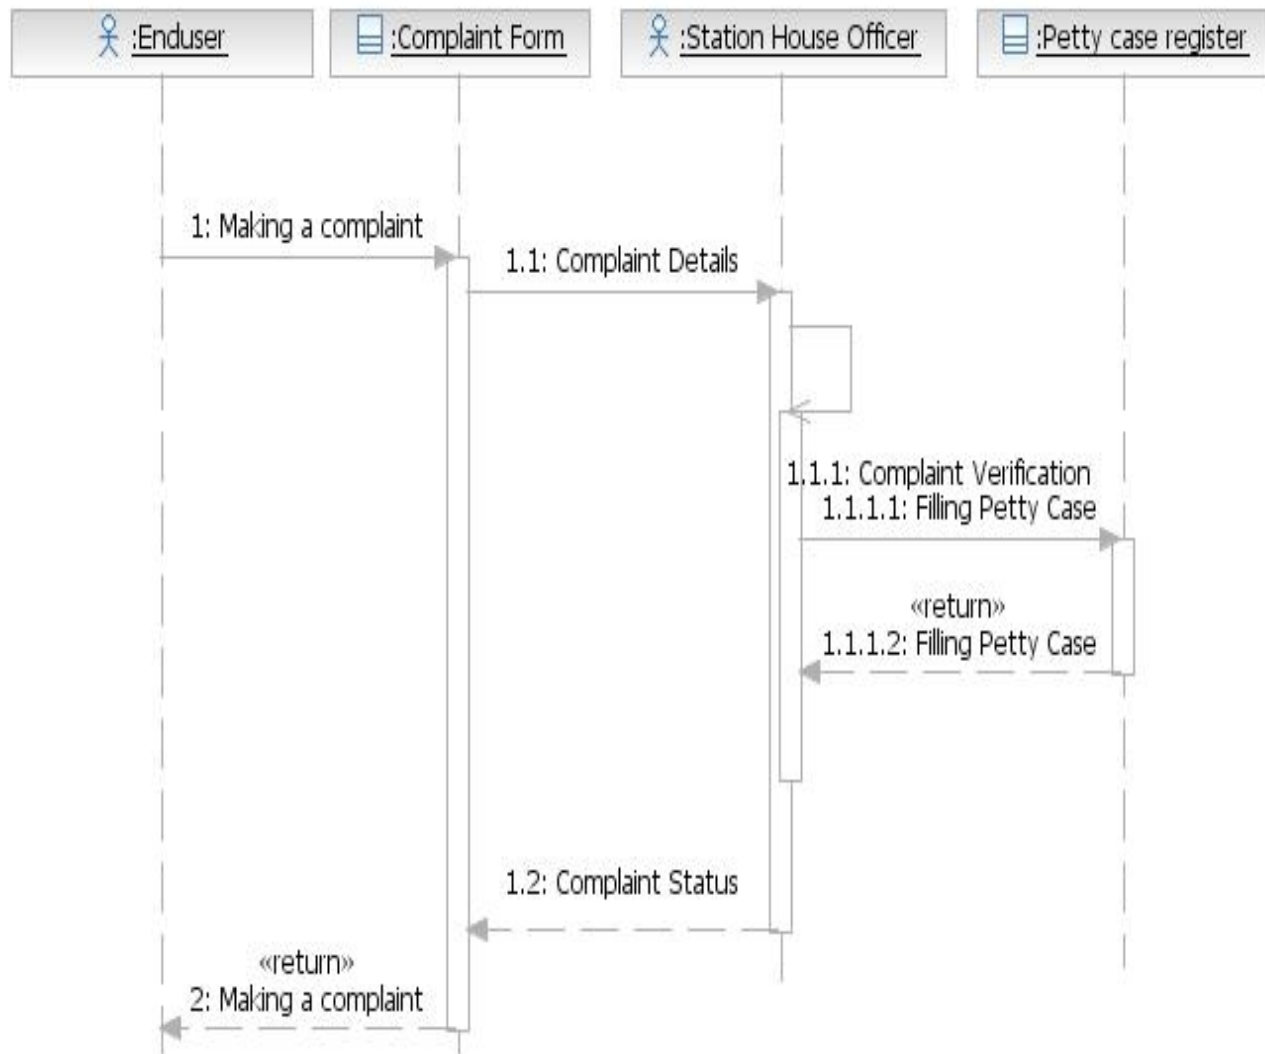 :Enduser
:Complaint Form
:Station House Officer
:Petty case register
1: Making a complaint
1.1: Complaint Details
1.1.1: Complaint Verification
1.1.1.1: Filling Petty Case
«return»
1.1.1.2: Filling Petty Case
1.2: Complaint Status
«return»
2: Making a complaint